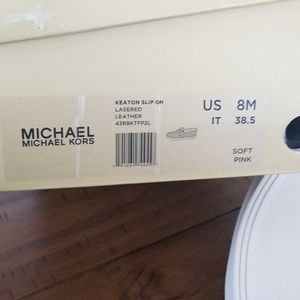 MICHAEL
MICHAEL KORS
KEATON SLIP ON
LASERED
LEATHER
43R8KTFP2L
US 8M
IT 38.5
SOFT
PINK